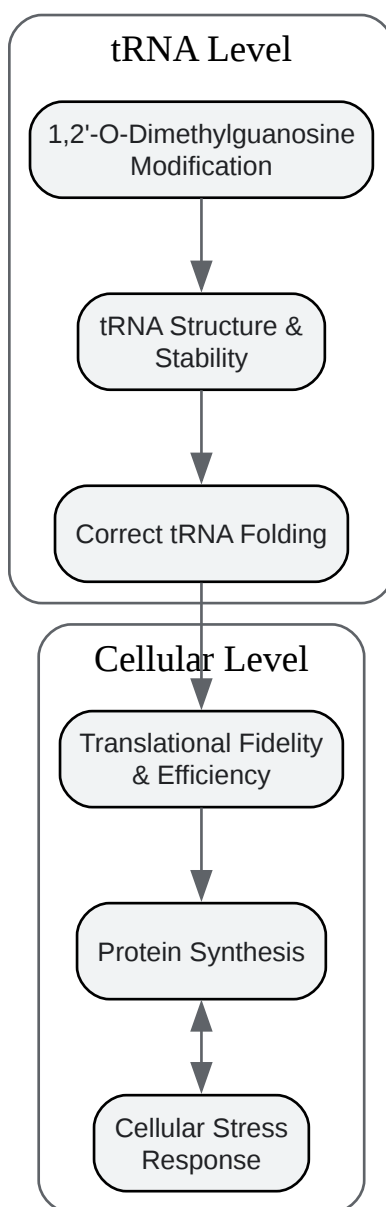 tRNA Level
1,2'-O-Dimethylguanosine
Modification
tRNA Structure &
Stability
Correct tRNA Folding
Cellular Level
Translational Fidelity
& Efficiency
Protein Synthesis
Cellular Stress
Response